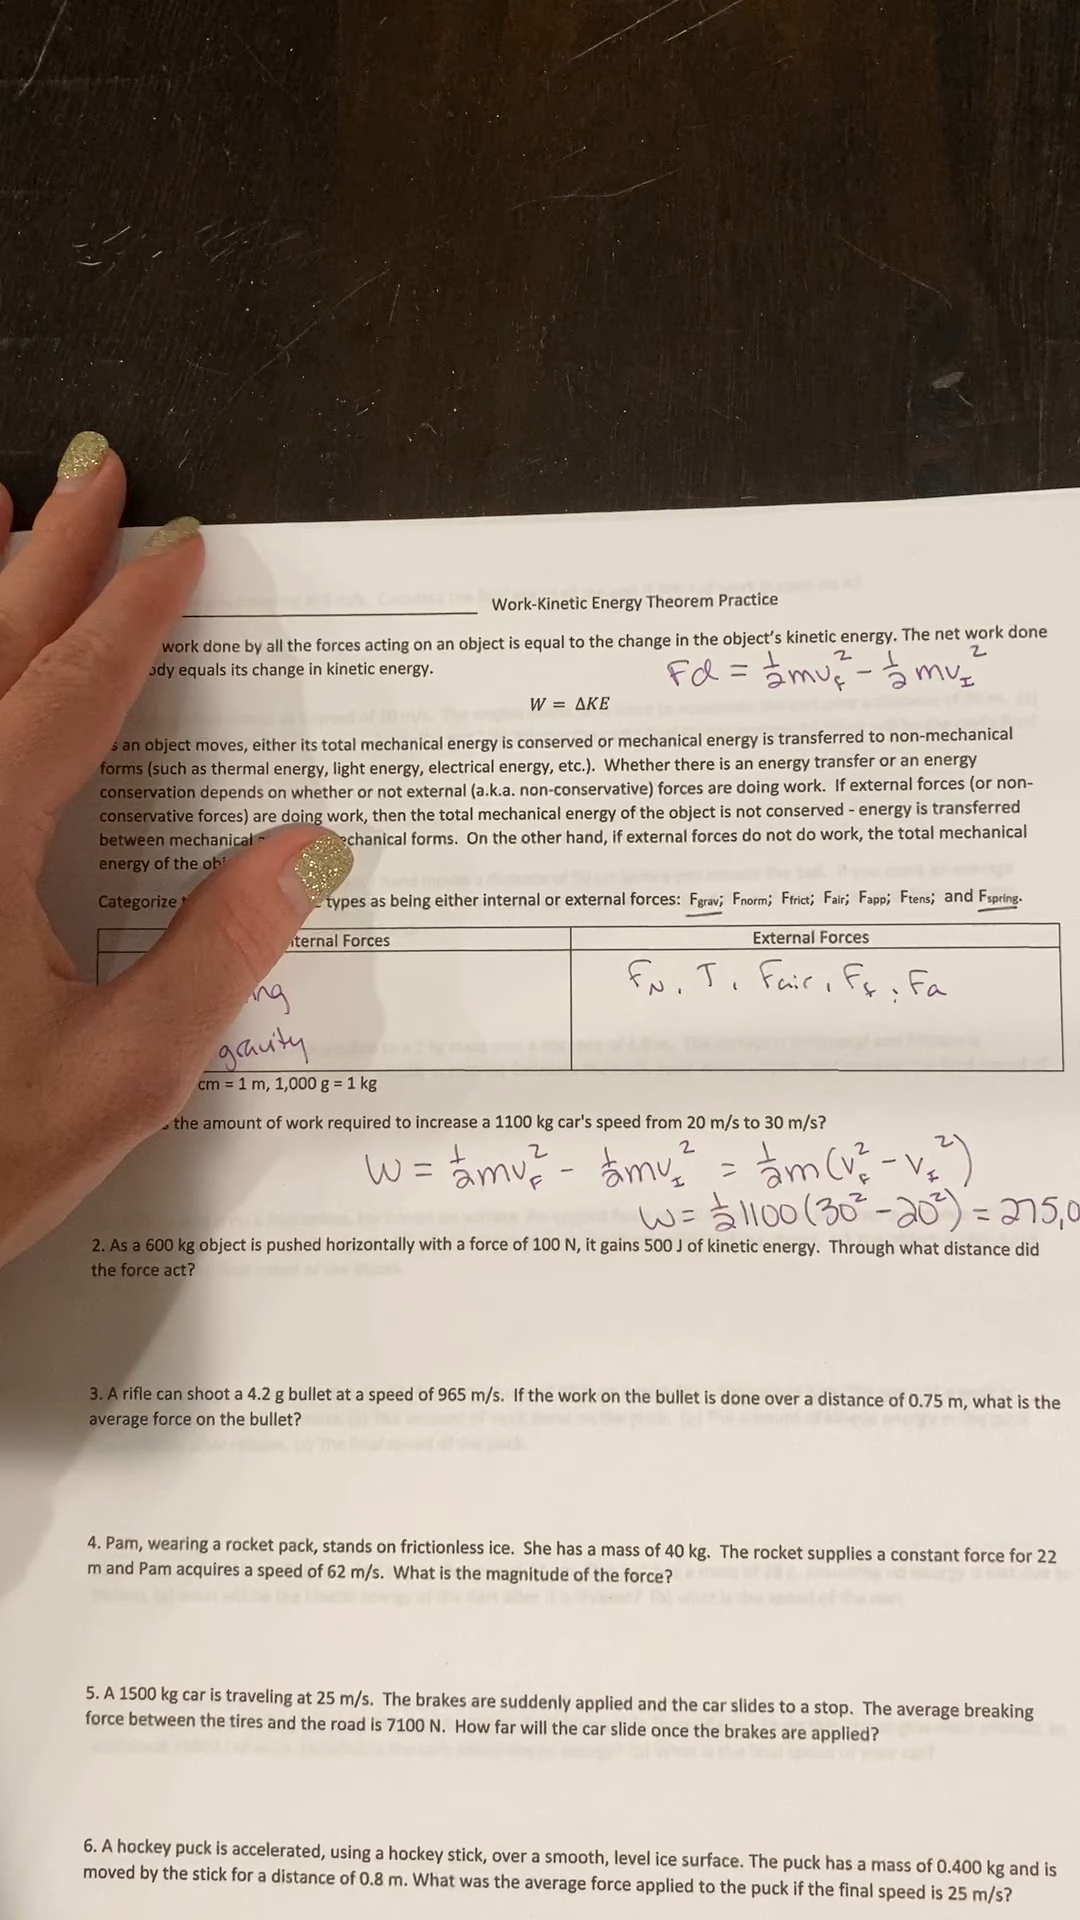 Work-Kinetic Energy Theorem Practice
work done by all the forces acting on an object is equal to the change in the object's kinetic energy. The net work done
ody equals its change in kinetic energy.
Fd = ½mv_F² - ½mv_I²
W = ΔKE
s an object moves, either its total mechanical energy is conserved or mechanical energy is transferred to non-mechanical
forms (such as thermal energy, light energy, electrical energy, etc.). Whether there is an energy transfer or an energy
conservation depends on whether or not external (a.k.a. non-conservative) forces are doing work. If external forces (or non-
conservative forces) are doing work, then the total mechanical energy of the object is not conserved - energy is transferred
between mechanical echanical forms. On the other hand, if external forces do not do work, the total mechanical
energy of the obj
Categorize types as being either internal or external forces: Fgrav; Fnorm; Ffrict; Fair; Fapp; Ftens; and Fspring.
ternal Forces External Forces
ing F_N, T, Fair, F_f, Fa
gravity
cm = 1 m, 1,000 g = 1 kg
the amount of work required to increase a 1100 kg car's speed from 20 m/s to 30 m/s?
W = ½mv_F² - ½mv_I² = ½m(v_F² - v_I²)
W = ½1100(30² - 20²) = 275,0
2. As a 600 kg object is pushed horizontally with a force of 100 N, it gains 500 J of kinetic energy. Through what distance did
the force act?
3. A rifle can shoot a 4.2 g bullet at a speed of 965 m/s. If the work on the bullet is done over a distance of 0.75 m, what is the
average force on the bullet?
4. Pam, wearing a rocket pack, stands on frictionless ice. She has a mass of 40 kg. The rocket supplies a constant force for 22
m and Pam acquires a speed of 62 m/s. What is the magnitude of the force?
5. A 1500 kg car is traveling at 25 m/s. The brakes are suddenly applied and the car slides to a stop. The average breaking
force between the tires and the road is 7100 N. How far will the car slide once the brakes are applied?
6. A hockey puck is accelerated, using a hockey stick, over a smooth, level ice surface. The puck has a mass of 0.400 kg and is
moved by the stick for a distance of 0.8 m. What was the average force applied to the puck if the final speed is 25 m/s?